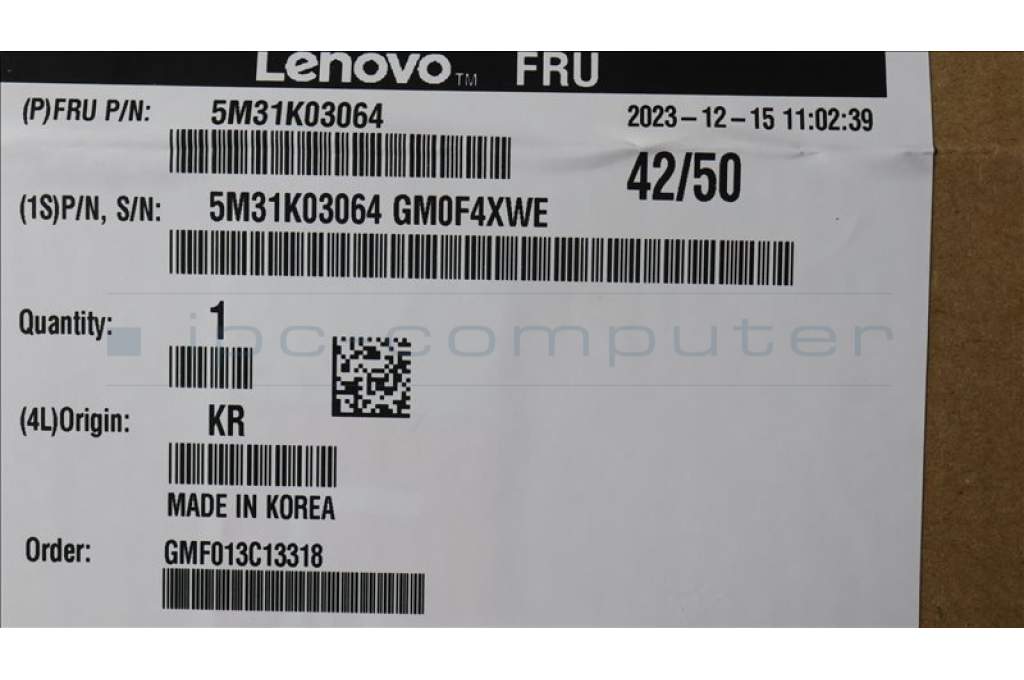 Lenovo™ FRU
(P)FRU P/N: 5M31K03064
2023-12-15 11:02:39
42/50
(1S)P/N, S/N: 5M31K03064 GM0F4XWE
Quantity: 1
ipc-computer
(4L)Origin: KR
MADE IN KOREA
Order: GMF013C13318